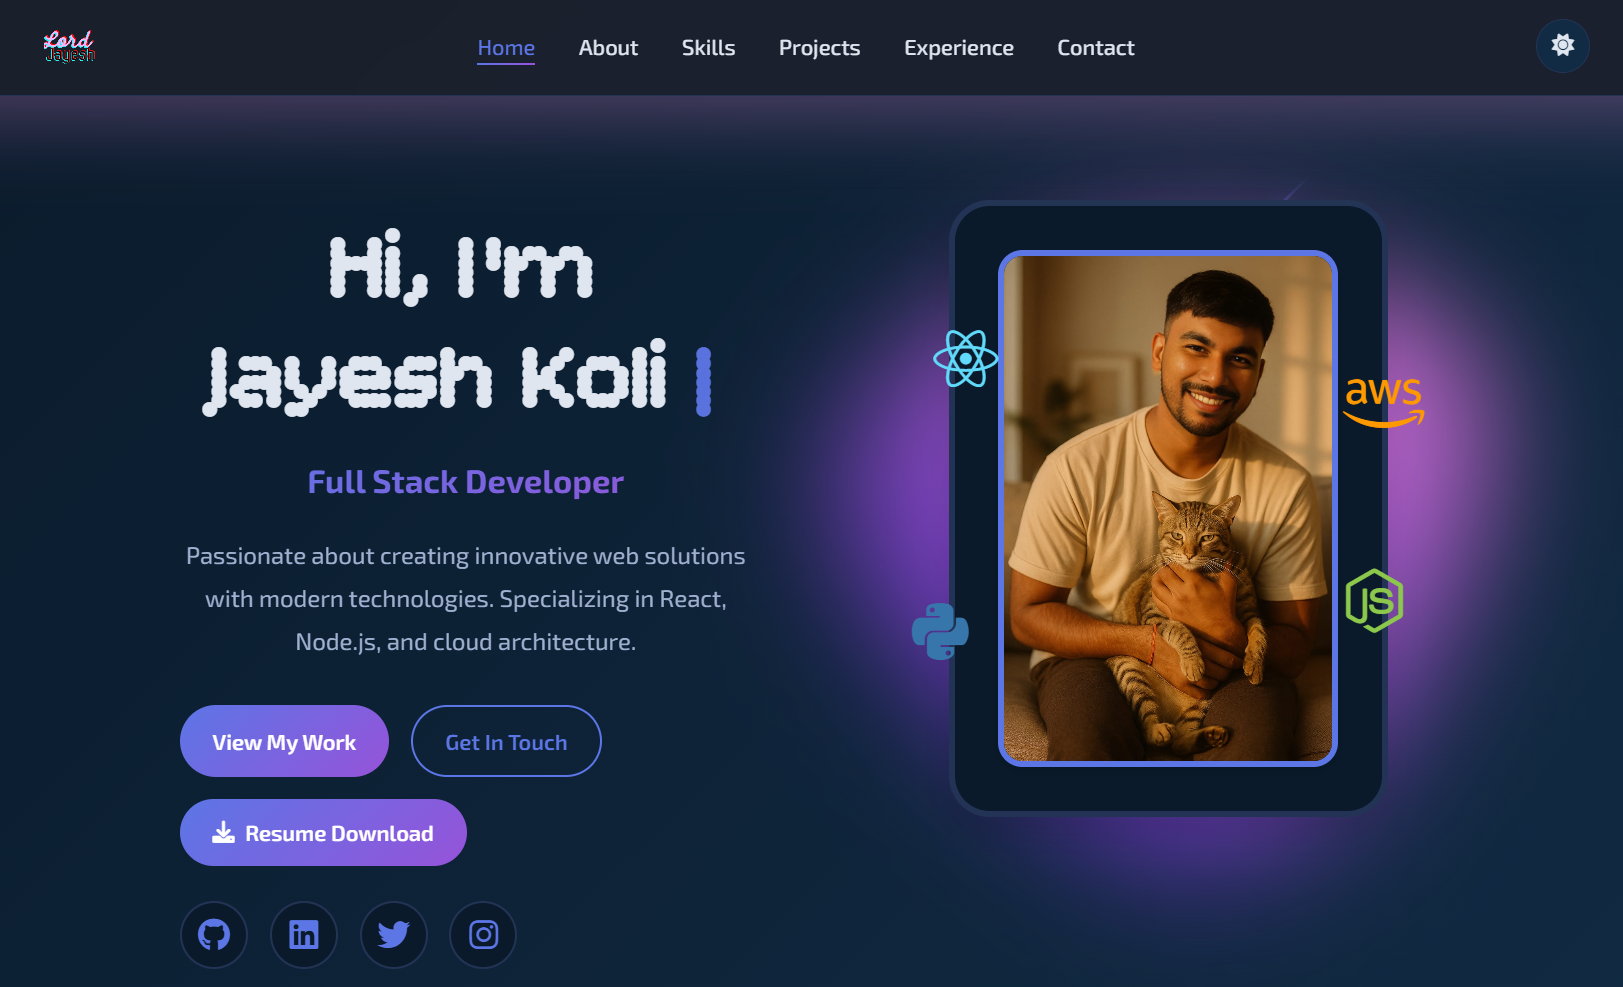 Lord
Jayesh
Home
About
Skills
Projects
Experience
Contact
Hi, I'm
Jayesh Koli
Full Stack Developer
Passionate about creating innovative web solutions
with modern technologies. Specializing in React,
Node.js, and cloud architecture.
View My Work
Get In Touch
Resume Download
in
aws
JS